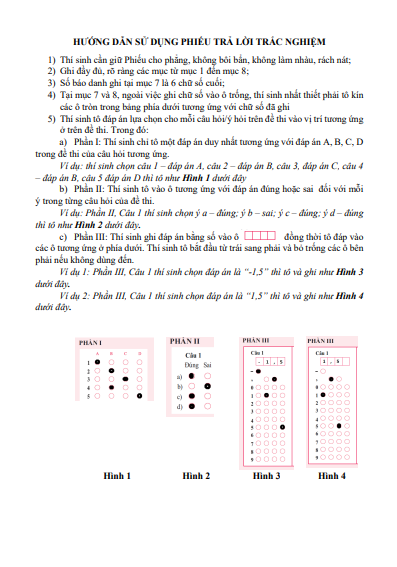 HƯỚNG DẪN SỬ DỤNG PHIẾU TRẢ LỜI TRẮC NGHIỆM
1) Thí sinh cần giữ Phiếu cho phẳng, không bôi bẩn, không làm nhàu, rách nát;
2) Ghi đầy đủ, rõ ràng các mục từ mục 1 đến mục 8;
3) Số báo danh ghi tại mục 7 là 6 chữ số cuối;
4) Tại mục 7 và 8, ngoài việc ghi chữ số vào ô trống, thí sinh nhất thiết phải tô kín
các ô tròn trong bảng phía dưới tương ứng với chữ số đã ghi
5) Thí sinh tô đáp án lựa chọn cho mỗi câu hỏi/ý hỏi trên đề thi vào vị trí tương ứng
ở trên đề thi. Trong đó:
a) Phần I: Thí sinh chỉ tô một đáp án duy nhất tương ứng với đáp án A, B, C, D
trong đề thi của câu hỏi tương ứng.
Ví dụ: thí sinh chọn câu 1 – đáp án A, câu 2 – đáp án B, câu 3, đáp án C, câu 4
– đáp án B, câu 5 đáp án D thì tô như Hình 1 dưới đây
b) Phần II: Thí sinh tô vào ô tương ứng với đáp án đúng hoặc sai đối với mỗi
ý trong từng câu hỏi của đề thi.
Ví dụ: Phần II, Câu 1 thí sinh chọn ý a – đúng; ý b – sai; ý c – đúng; ý d – đúng
thì tô như Hình 2 dưới đây.
c) Phần III: Thí sinh ghi đáp án bằng số vào ô đồng thời tô đáp vào
các ô tương ứng ở phía dưới. Thí sinh tô bắt đầu từ trái sang phải và bỏ trống các ô bên
phải nếu không dùng đến.
Ví dụ 1: Phần III, Câu 1 thí sinh chọn đáp án là “-1,5” thì tô và ghi như Hình 3
dưới đây.
Ví dụ 2: Phần III, Câu 1 thí sinh chọn đáp án là “1,5” thì tô và ghi như Hình 4
dưới đây.
PHẦN I
A B C D
1
2
3
4
5
Hình 1
PHẦN II
Câu 1
Đúng Sai
a)
b)
c)
d)
Hình 2
PHẦN III
Câu 1
- 1 , 5
-
,
0
1
2
3
4
5
6
7
8
9
Hình 3
PHẦN III
Câu 1
1 , 5
-
,
0
1
2
3
4
5
6
7
8
9
Hình 4